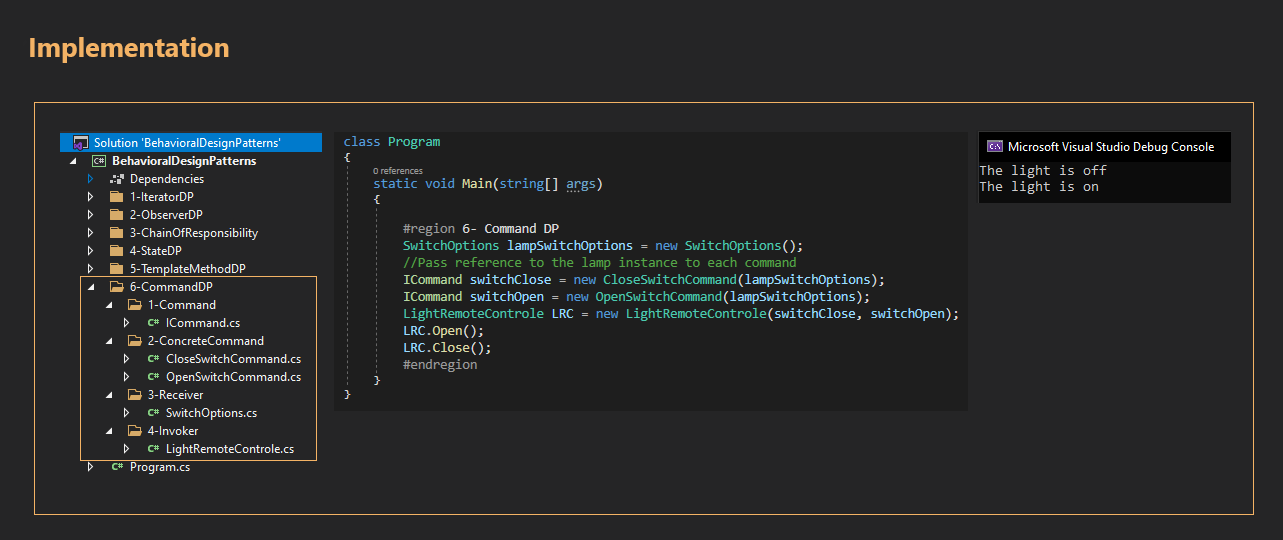 Implementation
Solution 'BehavioralDesignPatterns'
C# BehavioralDesignPatterns
Dependencies
1-IteratorDP
2-ObserverDP
3-ChainOfResponsibility
4-StateDP
5-TemplateMethodDP
6-CommandDP
1-Command
C# ICommand.cs
2-ConcreteCommand
C# CloseSwitchCommand.cs
C# OpenSwitchCommand.cs
3-Receiver
C# SwitchOptions.cs
4-Invoker
C# LightRemoteControle.cs
C# Program.cs
class Program
{
0 references
static void Main(string[] args)
{
#region 6- Command DP
SwitchOptions lampSwitchOptions = new SwitchOptions();
//Pass reference to the lamp instance to each command
ICommand switchClose = new CloseSwitchCommand(lampSwitchOptions);
ICommand switchOpen = new OpenSwitchCommand(lampSwitchOptions);
LightRemoteControle LRC = new LightRemoteControle(switchClose, switchOpen);
LRC.Open();
LRC.Close();
#endregion
}
}
C:\ Microsoft Visual Studio Debug Console
The light is off
The light is on